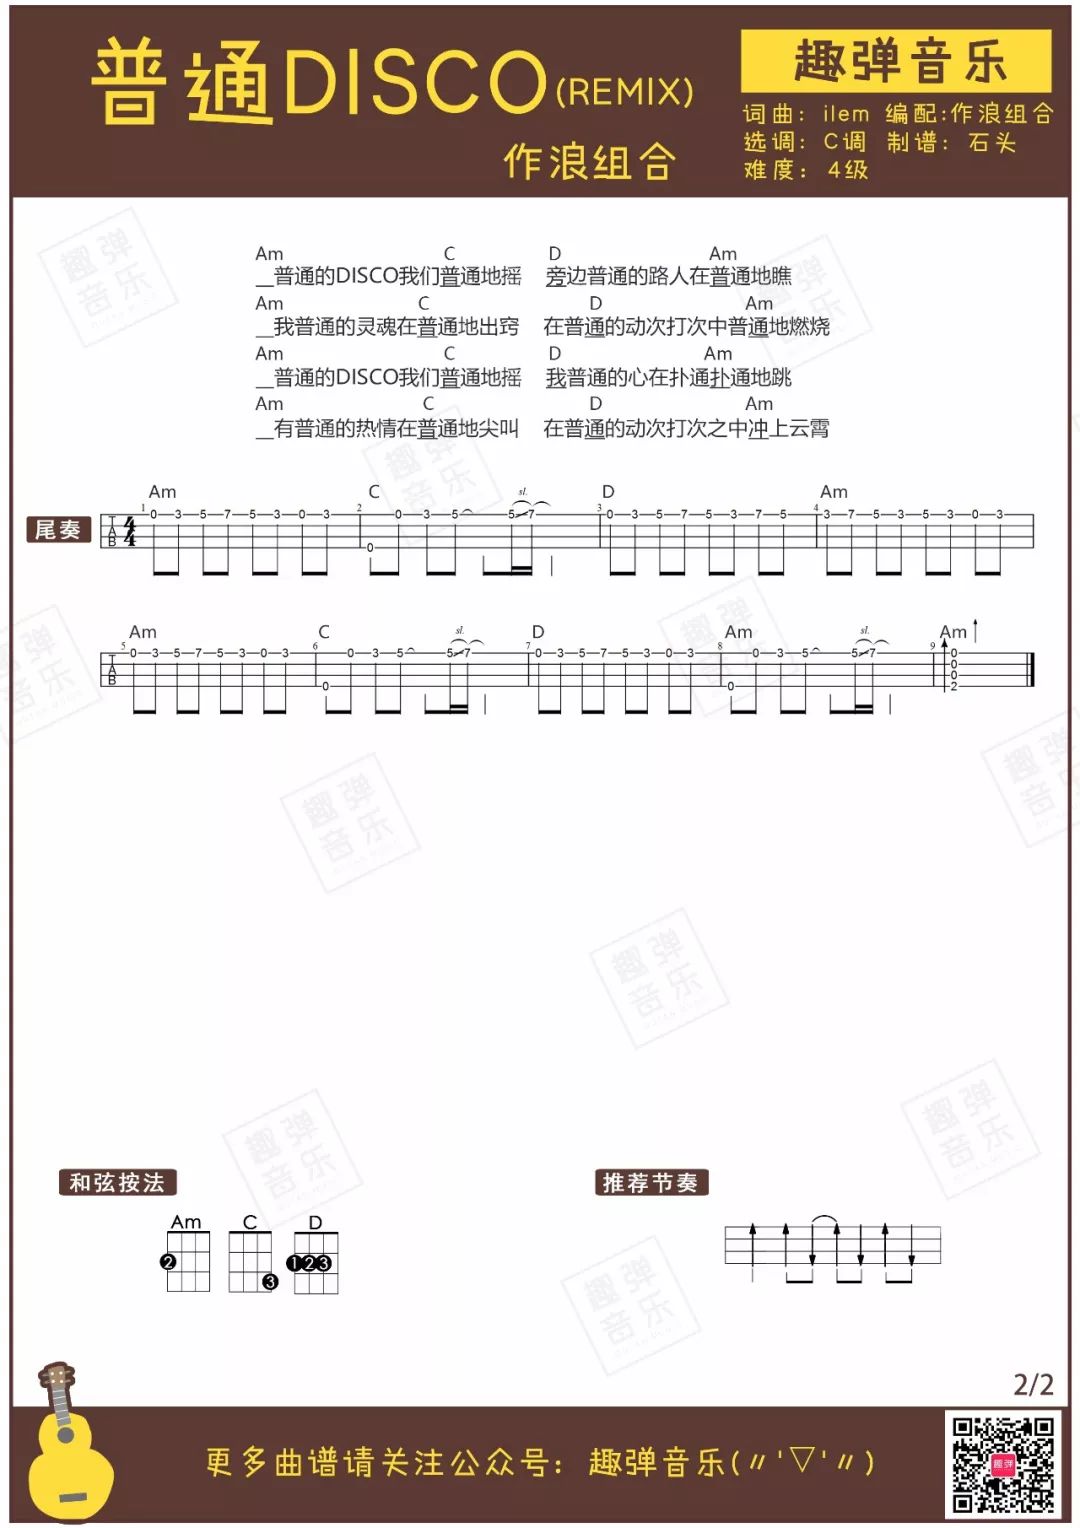 普通DISCO(REMIX)
作浪组合
趣弹音乐
词曲: ilem 编配:作浪组合
选调: C调 制谱: 石头
难度: 4级
Am C D Am
__普通的DISCO我们普通地摇 旁边普通的路人在普通地瞧
Am C D Am
__我普通的灵魂在普通地出窍 在普通的动次打次中普通地燃烧
Am C D Am
__普通的DISCO我们普通地摇 我普通的心在扑通扑通地跳
Am C D Am
__有普通的热情在普通地尖叫 在普通的动次打次之中冲上云霄
Am C D Am
尾奏
1 2 sl. 3 4
TAB 4/4 0 3 5 7 5 3 0 3 0 0 3 5 5 7 0 3 5 7 5 3 7 5 3 7 5 3 5 3 0 3
Am C D Am Am
5 6 sl. 7 8 sl. 9
TAB 0 3 5 7 5 3 0 3 0 0 3 5 5 7 0 3 5 7 5 3 0 3 0 0 3 5 5 7 0 0 0 2
和弦按法
Am C D
2 3 1 2 3
推荐节奏
2/2
更多曲谱请关注公众号: 趣弹音乐(〃'▽'〃)
趣弹